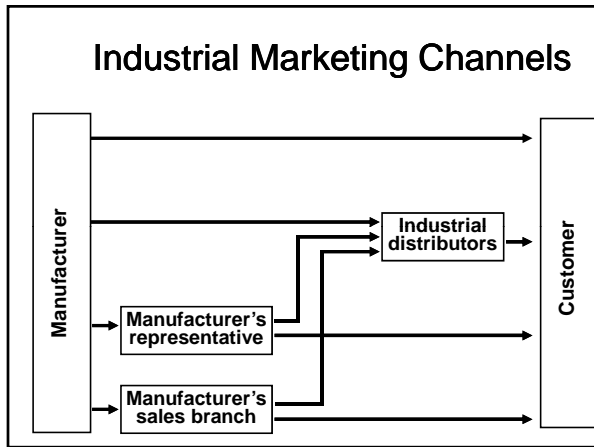 Industrial Marketing Channels
Manufacturer
Industrial
distributors
Customer
Manufacturer's
representative
Manufacturer's
sales branch